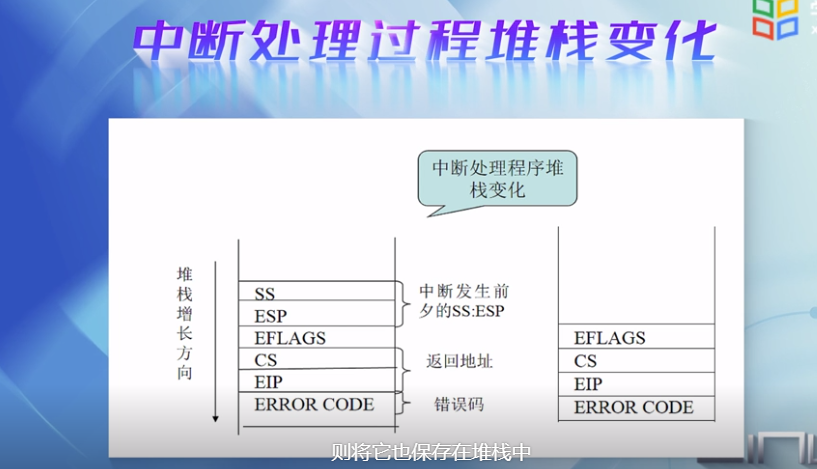 中断处理过程堆栈变化
中断处理程序堆
栈变化
堆栈增长方向
SS
ESP
EFLAGS
CS
EIP
ERROR CODE
中断发生前
夕的SS:ESP
返回地址
错误码
EFLAGS
CS
EIP
ERROR CODE
则将它也保存在堆栈中